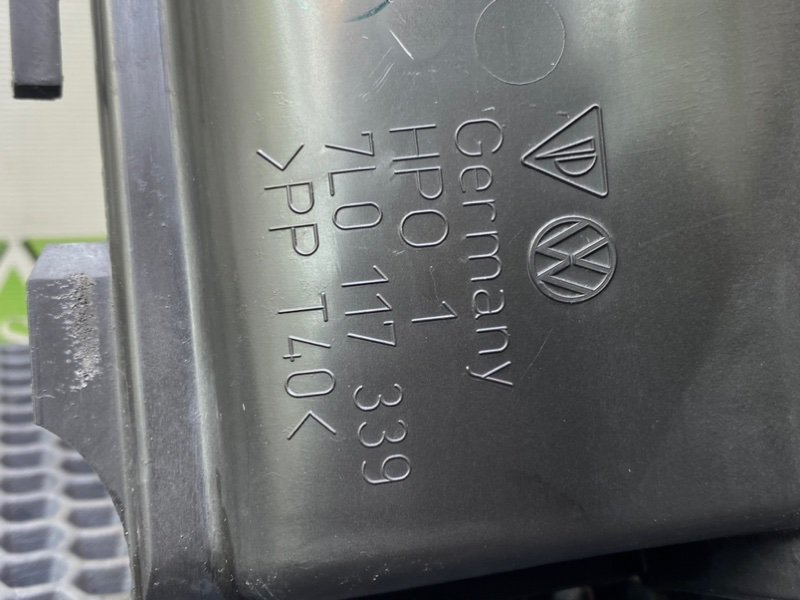 Germany
HPO 1
7L0 117 339
>PP T40<